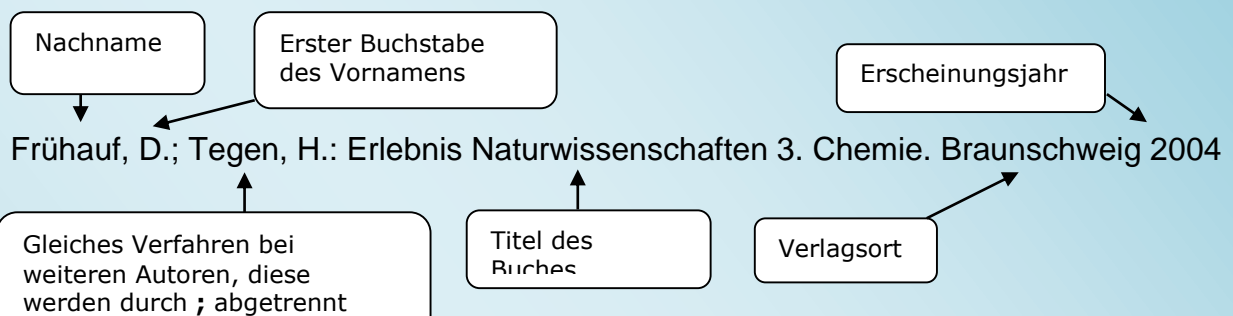 Nachname
Erster Buchstabe
des Vornamens
Erscheinungsjahr
Frühauf, D.; Tegen, H.: Erlebnis Naturwissenschaften 3. Chemie. Braunschweig 2004
Gleiches Verfahren bei
weiteren Autoren, diese
werden durch ; abgetrennt
Titel des
Buches
Verlagsort